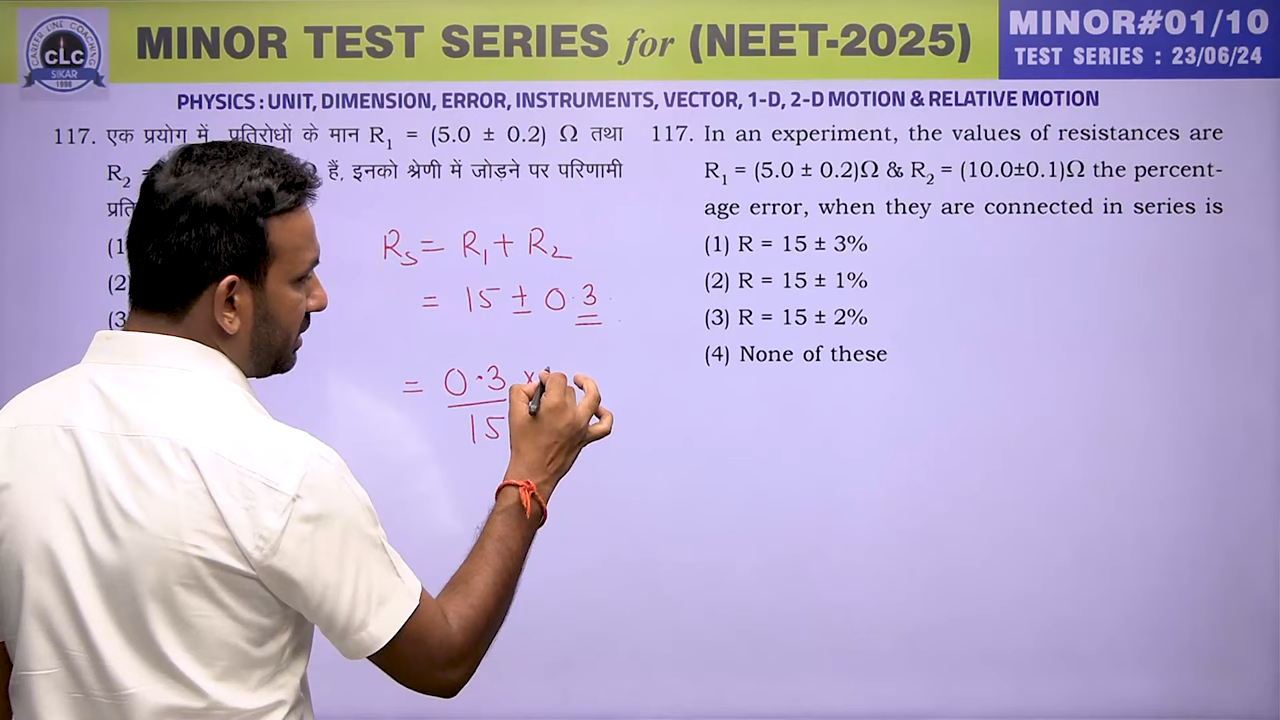 CAREER LINE COACHING
CLC
SIKAR
1996
MINOR TEST SERIES for (NEET-2025)
MINOR#01/10
TEST SERIES : 23/06/24
PHYSICS : UNIT, DIMENSION, ERROR, INSTRUMENTS, VECTOR, 1-D, 2-D MOTION & RELATIVE MOTION
117. एक प्रयोग में प्रतिरोधों के मान R₁ = (5.0 ± 0.2) Ω तथा
R₂ = Ω हैं, इनको श्रेणी में जोड़ने पर परिणामी
(1
(2)
(3
R_S = R₁ + R₂
= 15 ± 0.3
= 0.3 ×
15
117. In an experiment, the values of resistances are
R₁ = (5.0 ± 0.2)Ω & R₂ = (10.0±0.1)Ω the percent-
age error, when they are connected in series is
(1) R = 15 ± 3%
(2) R = 15 ± 1%
(3) R = 15 ± 2%
(4) None of these